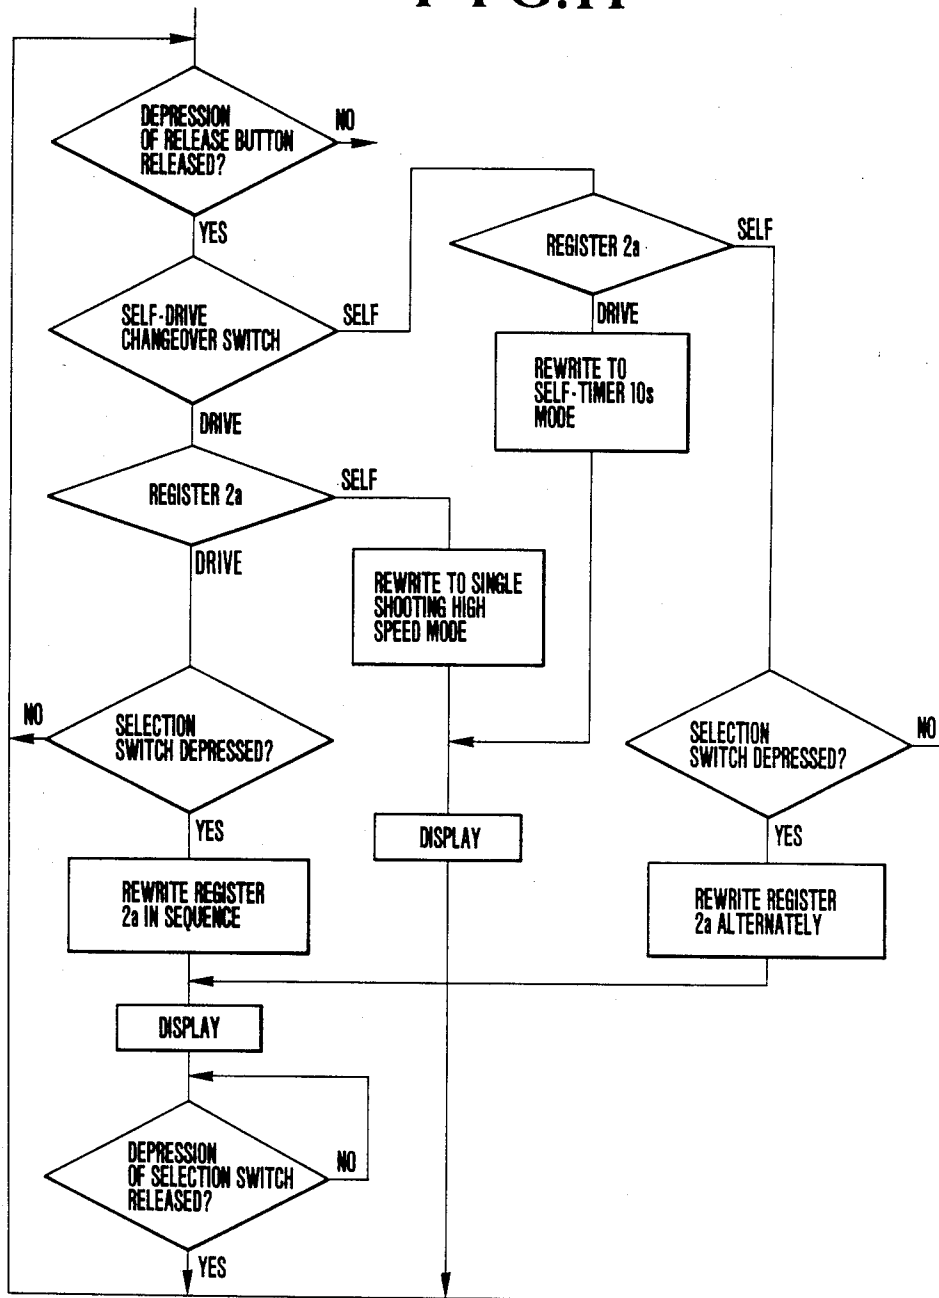 FIG.11
DEPRESSION
OF RELEASE BUTTON
RELEASED?
NO
YES
SELF-DRIVE
CHANGEOVER SWITCH
SELF
DRIVE
REGISTER 2a
SELF
DRIVE
REWRITE TO
SELF-TIMER 10s
MODE
REGISTER 2a
SELF
DRIVE
REWRITE TO SINGLE
SHOOTING HIGH
SPEED MODE
NO
SELECTION
SWITCH DEPRESSED?
YES
SELECTION
SWITCH DEPRESSED?
NO
YES
DISPLAY
REWRITE REGISTER
2a IN SEQUENCE
REWRITE REGISTER
2a ALTERNATELY
DISPLAY
DEPRESSION
OF SELECTION SWITCH
RELEASED?
NO
YES